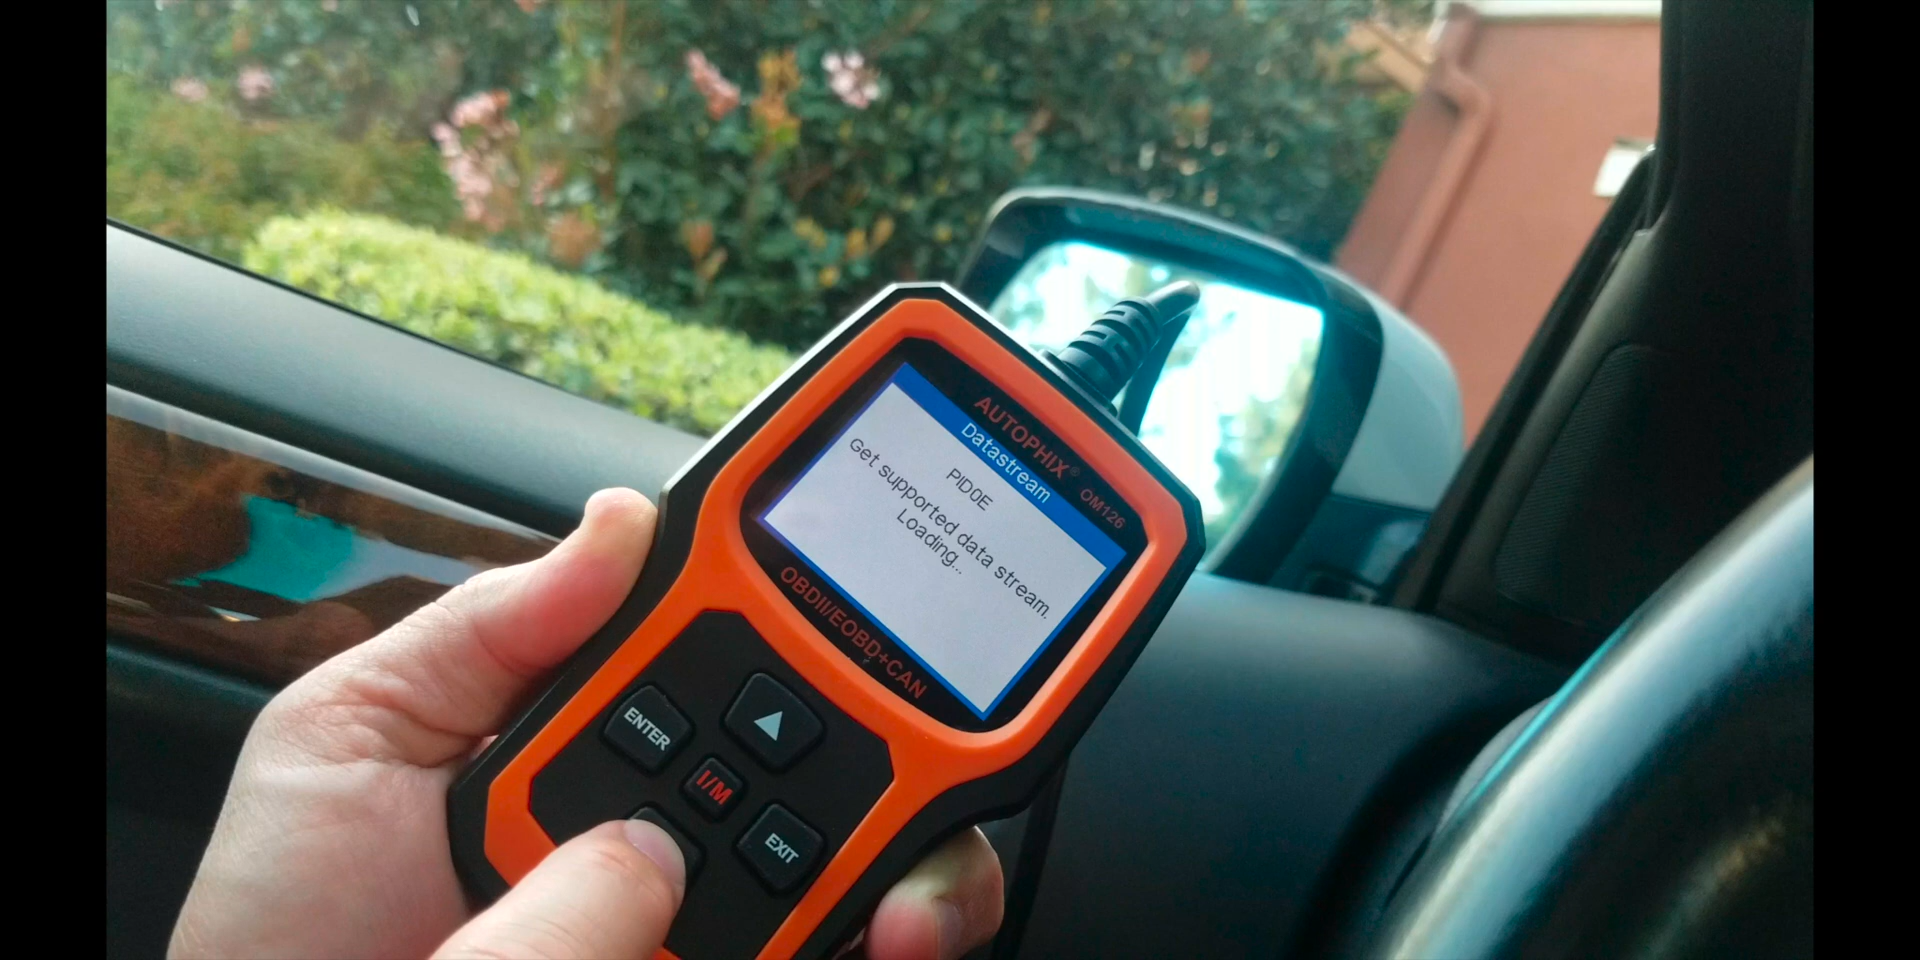 AUTOPHIX® OM126
Datastream
PID0E
Get supported data stream.
Loading...
OBDII/EOBD+CAN
ENTER
▲
I/M
EXIT